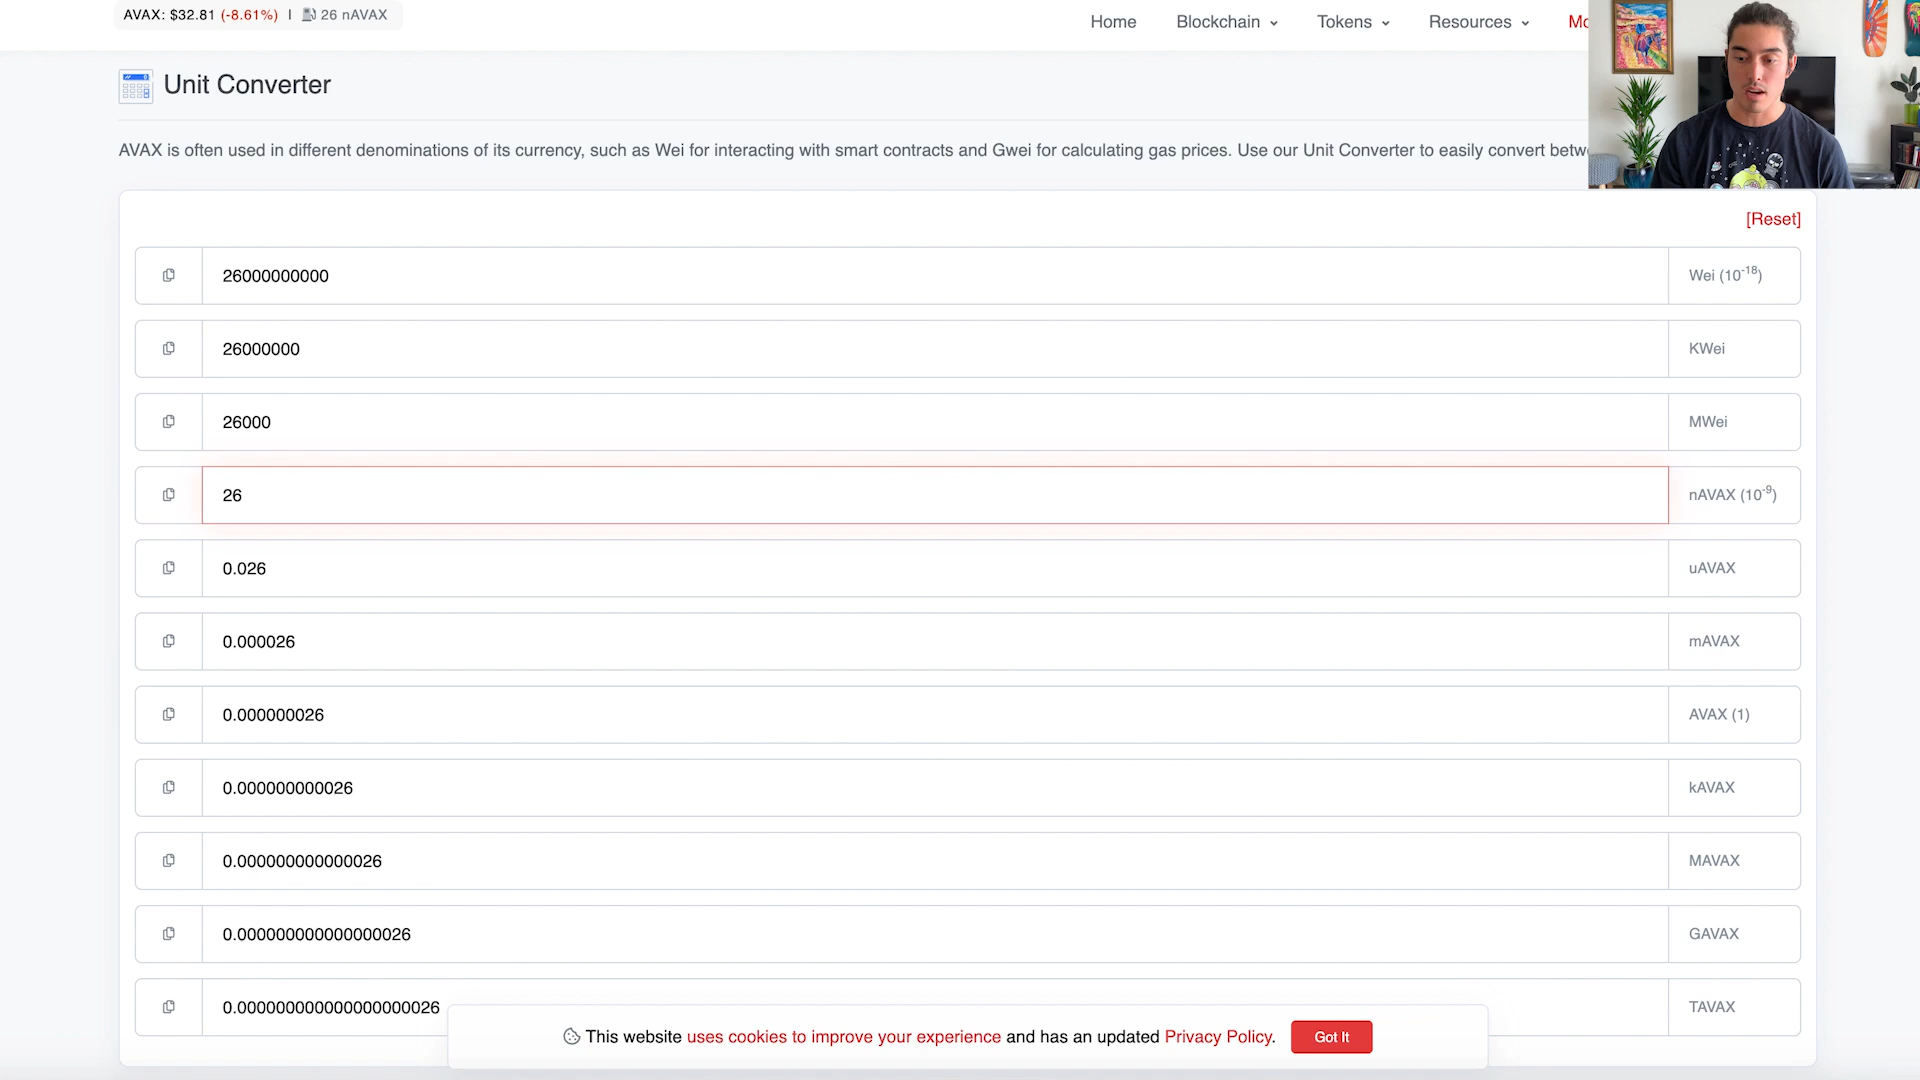 AVAX: $32.81 (-8.61%) | 26 nAVAX
Home Blockchain Tokens Resources
Unit Converter
AVAX is often used in different denominations of its currency, such as Wei for interacting with smart contracts and Gwei for calculating gas prices. Use our Unit Converter to easily convert
[Reset]
26000000000 Wei (10-18)
26000000 KWei
26000 MWei
26 nAVAX (10-9)
0.026 uAVAX
0.000026 mAVAX
0.000000026 AVAX (1)
0.000000000026 kAVAX
0.000000000000026 MAVAX
0.000000000000000026 GAVAX
0.000000000000000000026 TAVAX
This website uses cookies to improve your experience and has an updated Privacy Policy. Got It